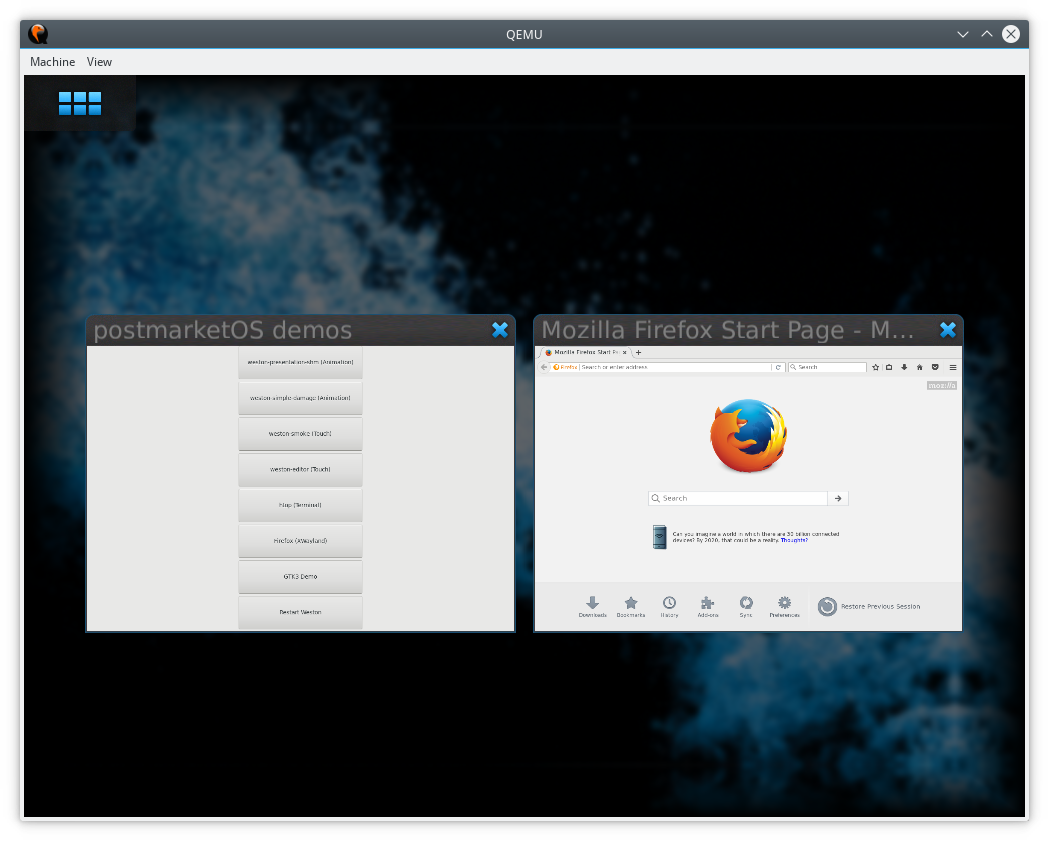 QEMU
Machine View
postmarketOS demos
weston-presentation-shm (Animation)
weston-simple-damage (Animation)
weston-smoke (Touch)
weston-editor (Touch)
htop (Terminal)
Firefox (XWayland)
GTK3 Demo
Restart Weston
Mozilla Firefox Start Page - M...
Mozilla Firefox Start Pa
Firefox Search or enter address
Search
mozilla
Search
Can you imagine a world in which there are 30 billion connected
devices? By 2020, that could be a reality. Thoughts?
Downloads Bookmarks History Add-ons Sync Preferences Restore Previous Session